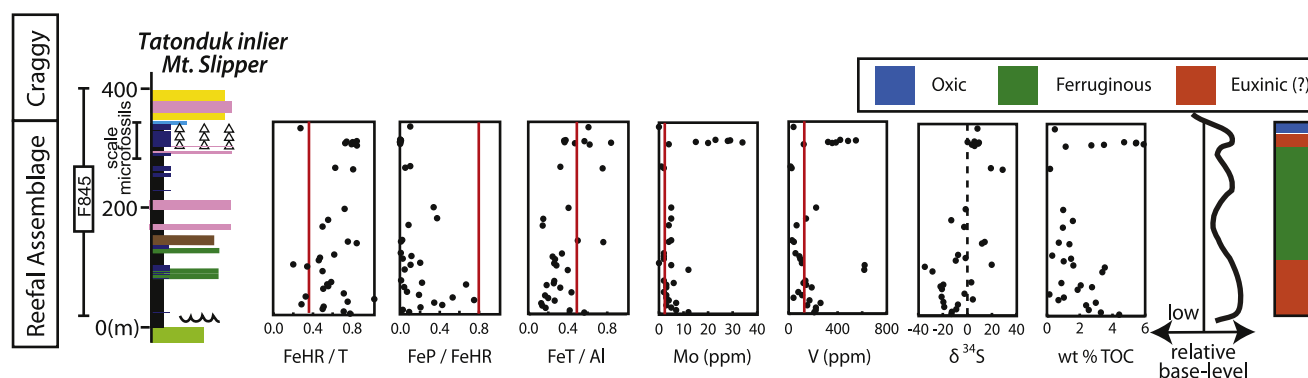 Craggy
Reefal Assemblage
F845
Tatonduk inlier
Mt. Slipper
400
200
0(m)
scale
microfossils
Oxic
Ferruginous
Euxinic (?)
0.0 0.4 0.8
FeHR / T
0.0 0.4 0.8
FeP / FeHR
0.0 0.4 0.8
FeT / Al
0 10 20 30 40
Mo (ppm)
0 200 400 600 800
V (ppm)
-40 -20 0 20 40
δ 34S
0 2 4 6
wt % TOC
low
relative
base-level